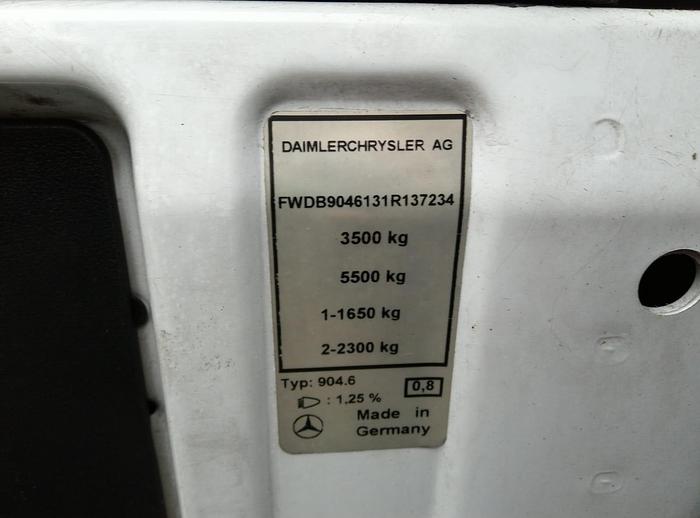 DAIMLERCHRYSLER AG
FWDB9046131R137234
3500 kg
5500 kg
1-1650 kg
2-2300 kg
Typ: 904.6
0,8
: 1,25 %
Made in
Germany